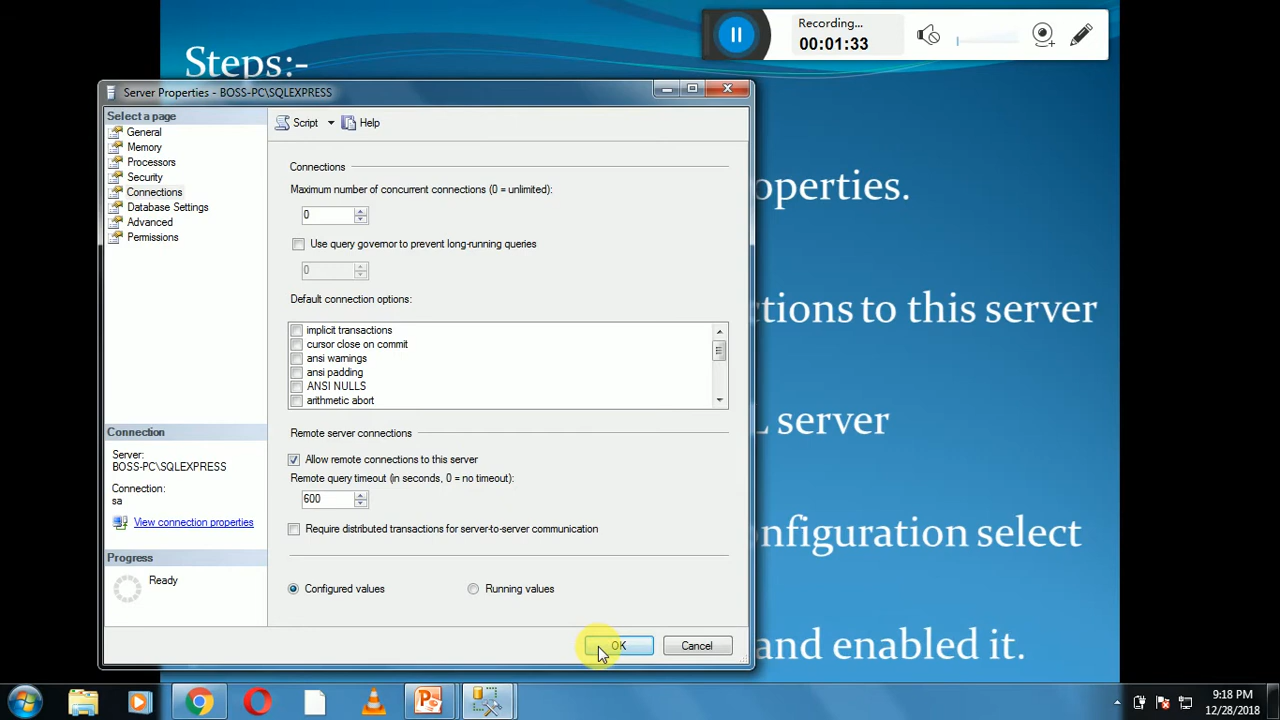 Recording...
00:01:33
Steps:-
Server Properties - BOSS-PC\SQLEXPRESS
Select a page
General
Memory
Processors
Security
Connections
Database Settings
Advanced
Permissions
Script
Help
Connections
Maximum number of concurrent connections (0 = unlimited):
0
Use query governor to prevent long-running queries
0
Default connection options:
implicit transactions
cursor close on commit
ansi warnings
ansi padding
ANSI NULLS
arithmetic abort
Remote server connections
Allow remote connections to this server
Remote query timeout (in seconds, 0 = no timeout):
600
Require distributed transactions for server-to-server communication
Configured values
Running values
Connection
Server:
BOSS-PC\SQLEXPRESS
Connection:
sa
View connection properties
Progress
Ready
OK
Cancel
operties.
ctions to this server
L server
nfiguration select
and enabled it.
9:18 PM
12/28/2018